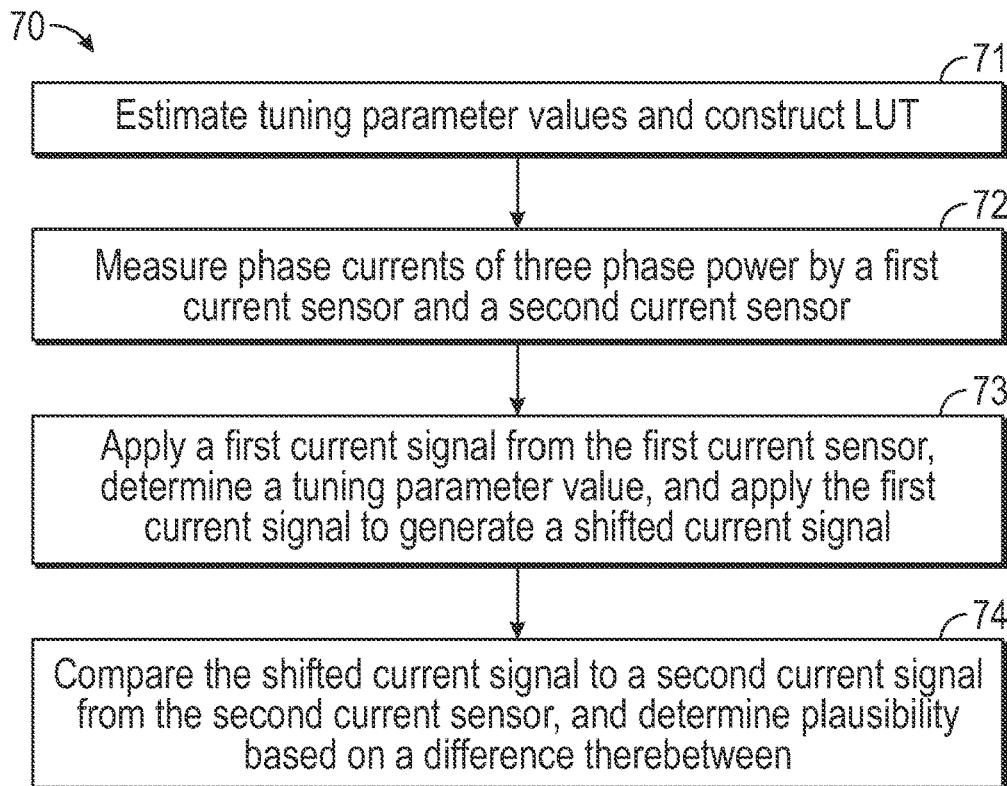 70
71
Estimate tuning parameter values and construct LUT
72
Measure phase currents of three phase power by a first
current sensor and a second current sensor
73
Apply a first current signal from the first current sensor,
determine a tuning parameter value, and apply the first
current signal to generate a shifted current signal
74
Compare the shifted current signal to a second current signal
from the second current sensor, and determine plausibility
based on a difference therebetween